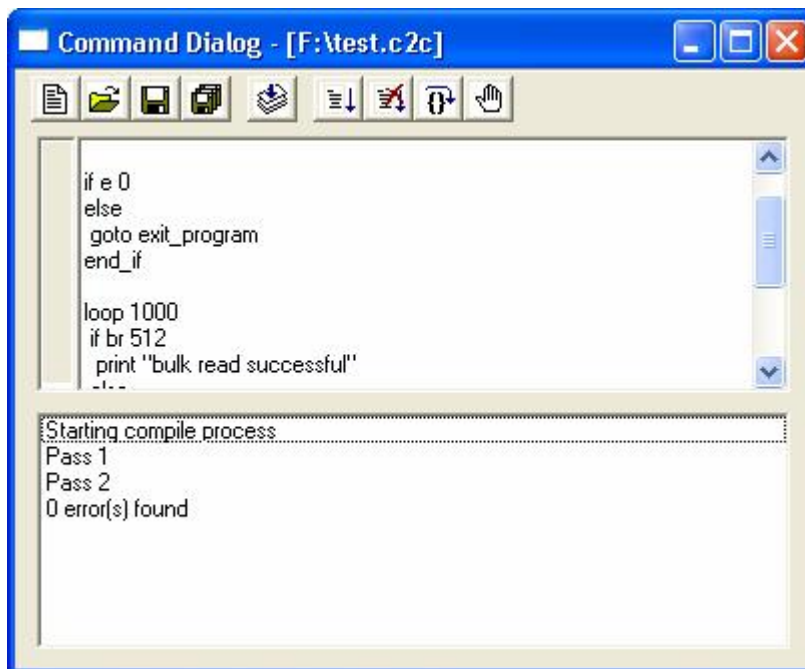 Command Dialog - [F:\test.c2c]
if e 0
else
goto exit_program
end_if
loop 1000
if br 512
print "bulk read successful"
else
Starting compile process
Pass 1
Pass 2
0 error(s) found